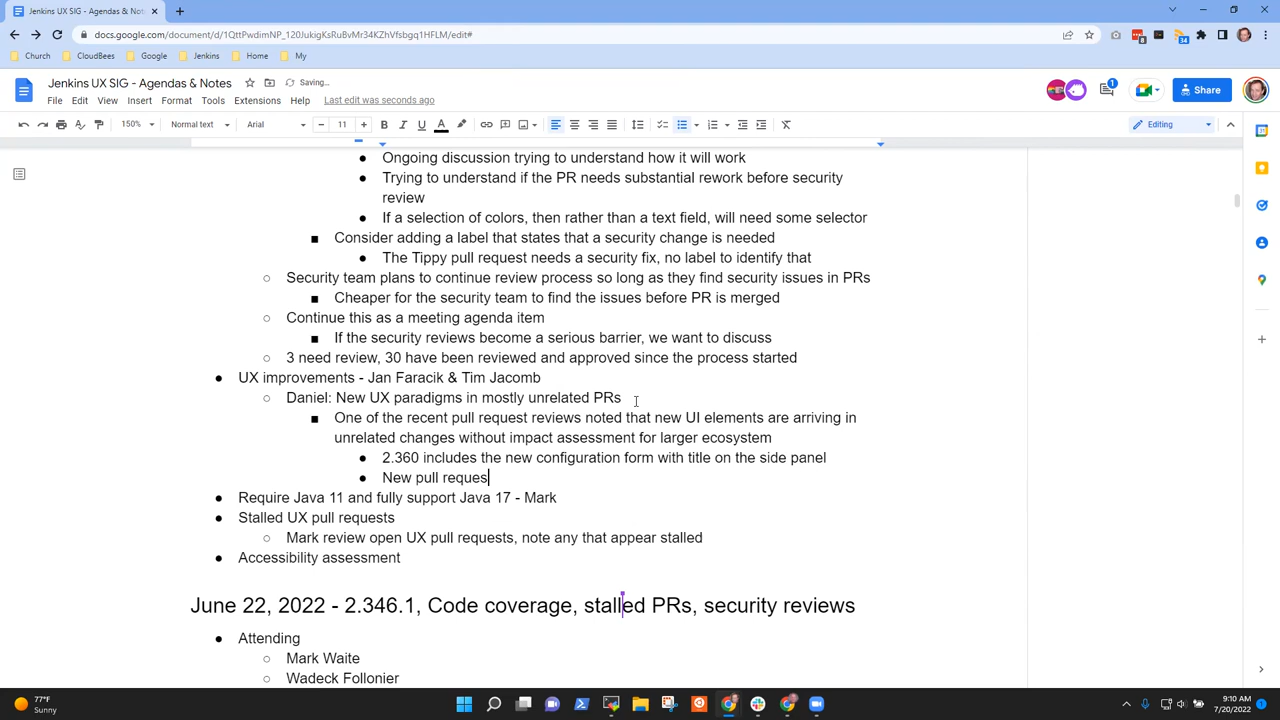 Jenkins UX SIG - Agendas & Notes
docs.google.com/document/d/1QttPwdimNP_120JukigKsRuBvMr34KZhVfsbgq1HFLM/edit#
Church CloudBees Google Jenkins Home My
Jenkins UX SIG - Agendas & Notes Saving...
File Edit View Insert Format Tools Extensions Help Last edit was seconds ago
1
Share
150% Normal text Arial 11 Editing
Ongoing discussion trying to understand how it will work
Trying to understand if the PR needs substantial rework before security
review
If a selection of colors, then rather than a text field, will need some selector
Consider adding a label that states that a security change is needed
The Tippy pull request needs a security fix, no label to identify that
Security team plans to continue review process so long as they find security issues in PRs
Cheaper for the security team to find the issues before PR is merged
Continue this as a meeting agenda item
If the security reviews become a serious barrier, we want to discuss
3 need review, 30 have been reviewed and approved since the process started
UX improvements - Jan Faracik & Tim Jacomb
Daniel: New UX paradigms in mostly unrelated PRs
One of the recent pull request reviews noted that new UI elements are arriving in
unrelated changes without impact assessment for larger ecosystem
2.360 includes the new configuration form with title on the side panel
New pull reques
Require Java 11 and fully support Java 17 - Mark
Stalled UX pull requests
Mark review open UX pull requests, note any that appear stalled
Accessibility assessment
June 22, 2022 - 2.346.1, Code coverage, stalled PRs, security reviews
Attending
Mark Waite
Wadeck Follonier
77°F
Sunny
9:10 AM
7/20/2022